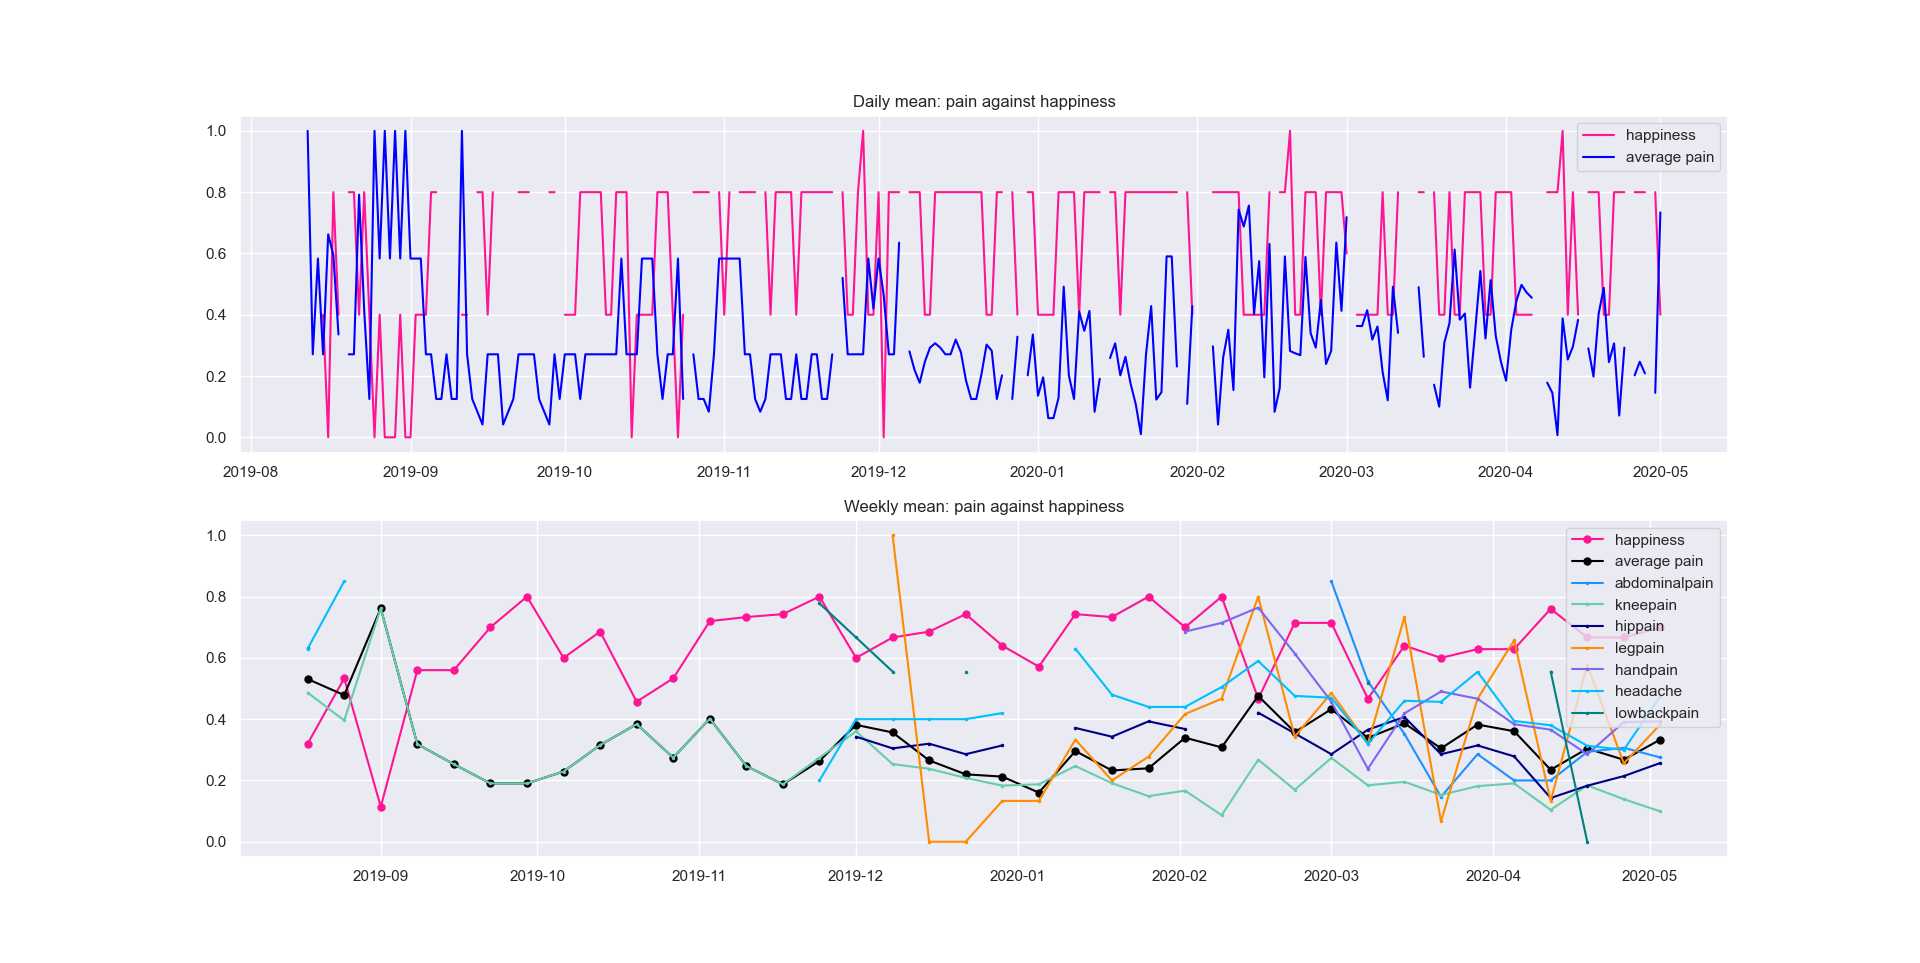 Daily mean: pain against happiness
1.0
0.8
0.6
0.4
0.2
0.0
happiness
average pain
2019-08 2019-09 2019-10 2019-11 2019-12 2020-01 2020-02 2020-03 2020-04 2020-05
Weekly mean: pain against happiness
1.0
0.8
0.6
0.4
0.2
0.0
happiness
average pain
abdominalpain
kneepain
hippain
legpain
handpain
headache
lowbackpain
2019-09 2019-10 2019-11 2019-12 2020-01 2020-02 2020-03 2020-04 2020-05